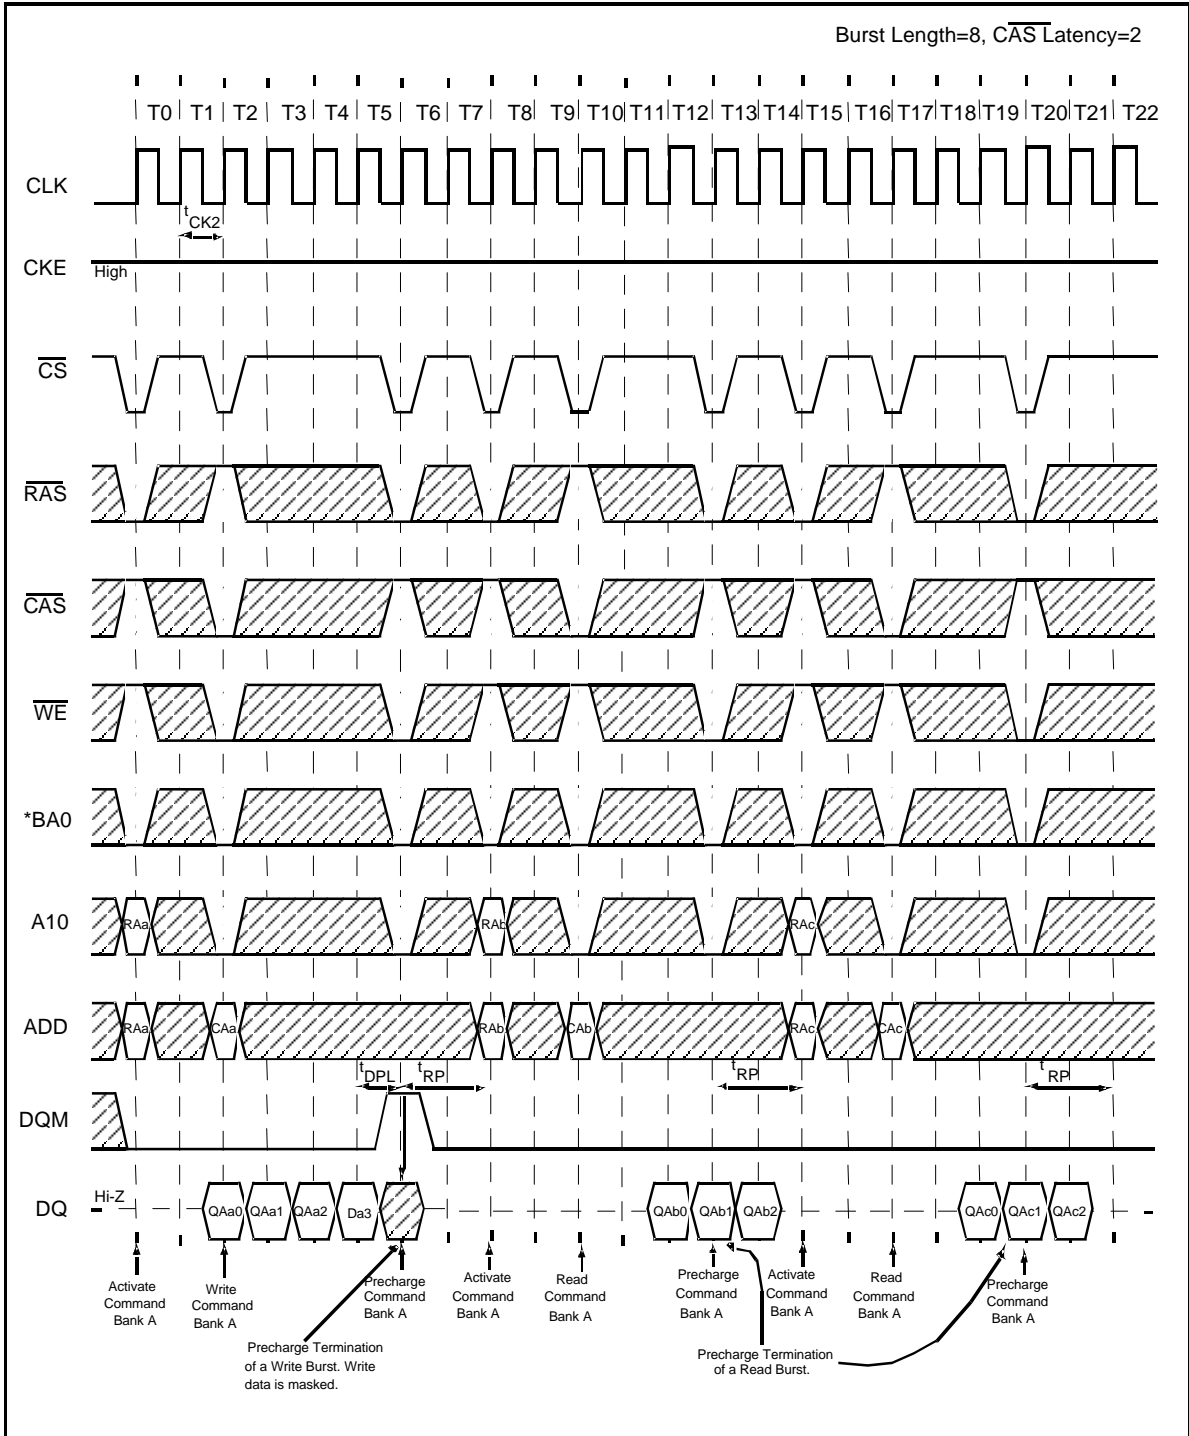 Burst Length=8, CAS Latency=2
T0 T1 T2 T3 T4 T5 T6 T7 T8 T9 T10 T11 T12 T13 T14 T15 T16 T17 T18 T19 T20 T21 T22
CLK
tCK2
CKE
High
CS
RAS
CAS
WE
*BA0
A10
RAa RAb RAc
ADD
RAa CAa RAb CAb RAc CAc
tDPL tRP tRP tRP
DQM
Hi-Z
DQ
QAa0 QAa1 QAa2 Da3 QAb0 QAb1 QAb2 QAc0 QAc1 QAc2
Activate
Command
Bank A
Write
Command
Bank A
Precharge
Command
Bank A
Activate
Command
Bank A
Read
Command
Bank A
Precharge
Command
Bank A
Activate
Command
Bank A
Read
Command
Bank A
Precharge
Command
Bank A
Precharge Termination
of a Write Burst. Write
data is masked.
Precharge Termination
of a Read Burst.